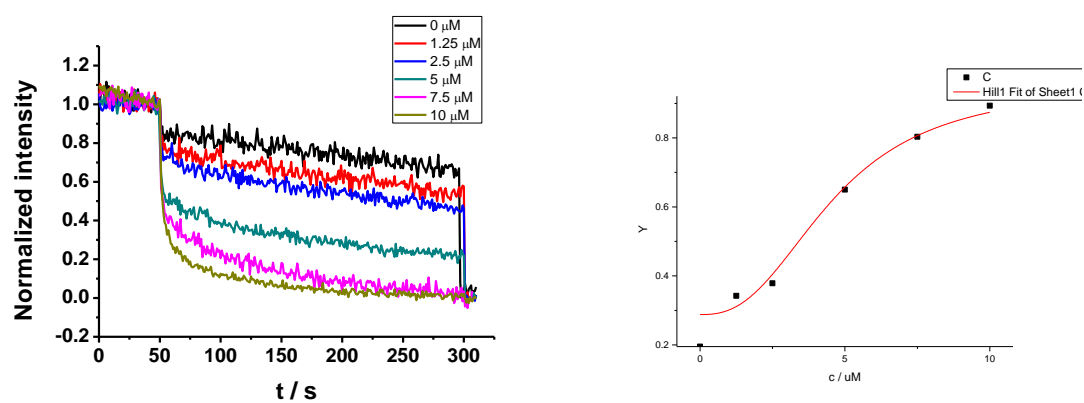 0 μM
1.25 μM
2.5 μM
5 μM
7.5 μM
10 μM
Normalized intensity
1.2
1.0
0.8
0.6
0.4
0.2
0.0
-0.2
0
50
100
150
200
250
300
t / s
C
Hill1 Fit of Sheet1
Y
0.8
0.6
0.4
0.2
0
5
10
c / uM